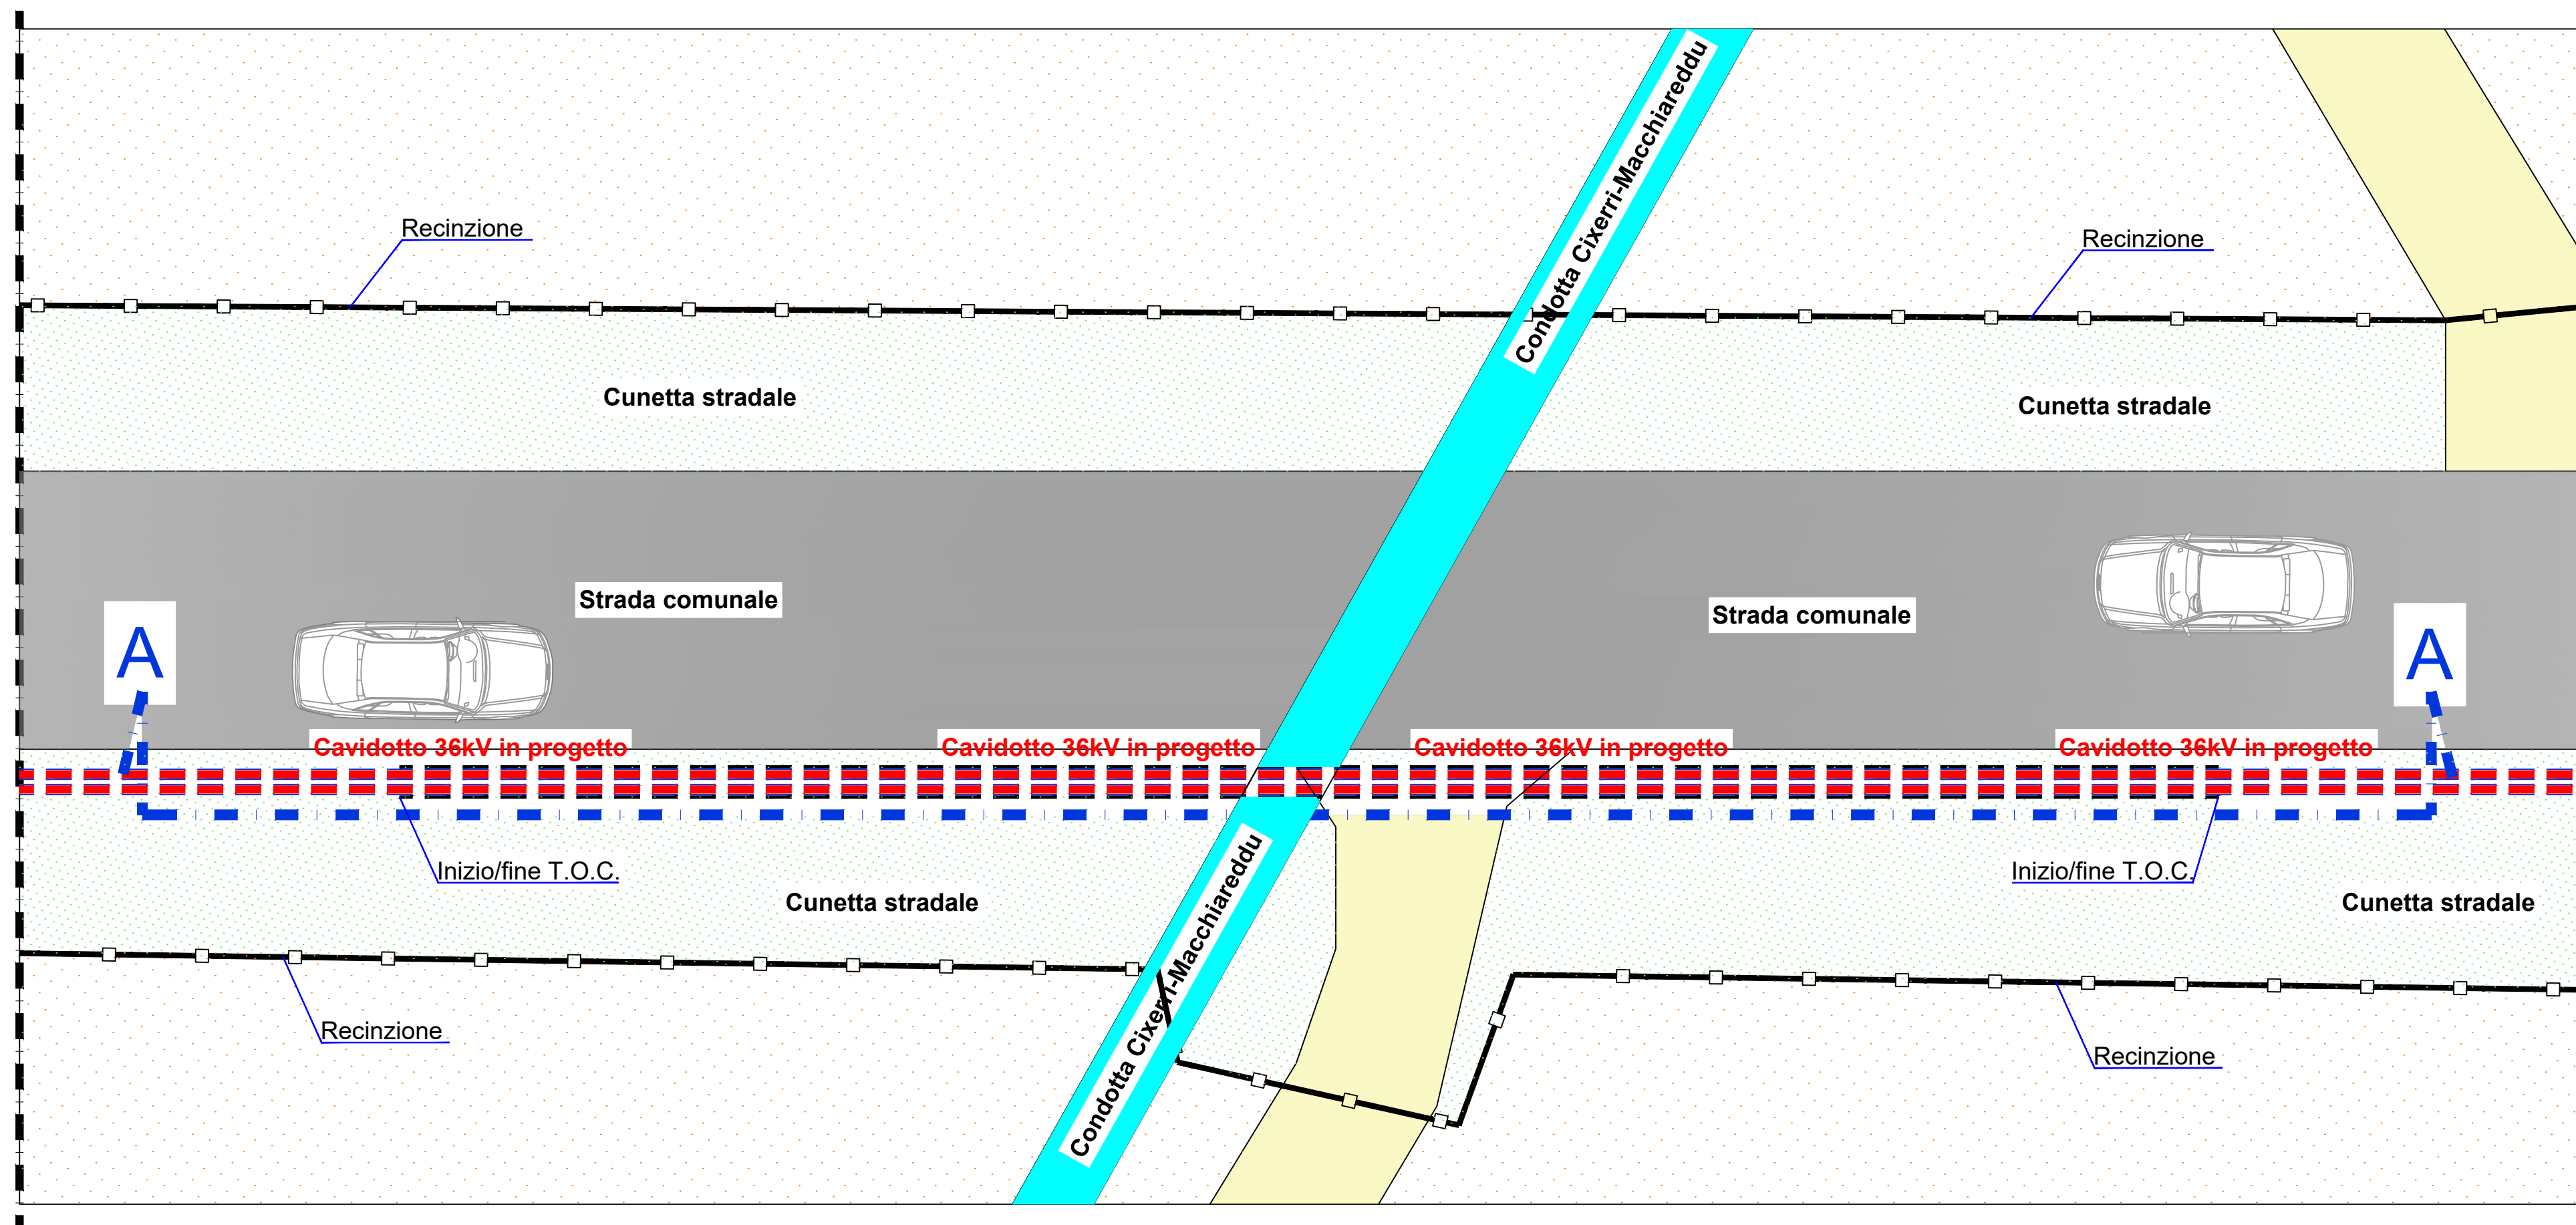 Condotta Cixerri-Macchiareddu
Recinzione
Recinzione
Cunetta stradale
Cunetta stradale
Strada comunale
Strada comunale
A
A
Cavidotto 36kV in progetto
Cavidotto 36kV in progetto
Cavidotto 36kV in progetto
Cavidotto 36kV in progetto
Inizio/fine T.O.C.
Inizio/fine T.O.C.
Cunetta stradale
Cunetta stradale
Condotta Cixerri-Macchiareddu
Recinzione
Recinzione